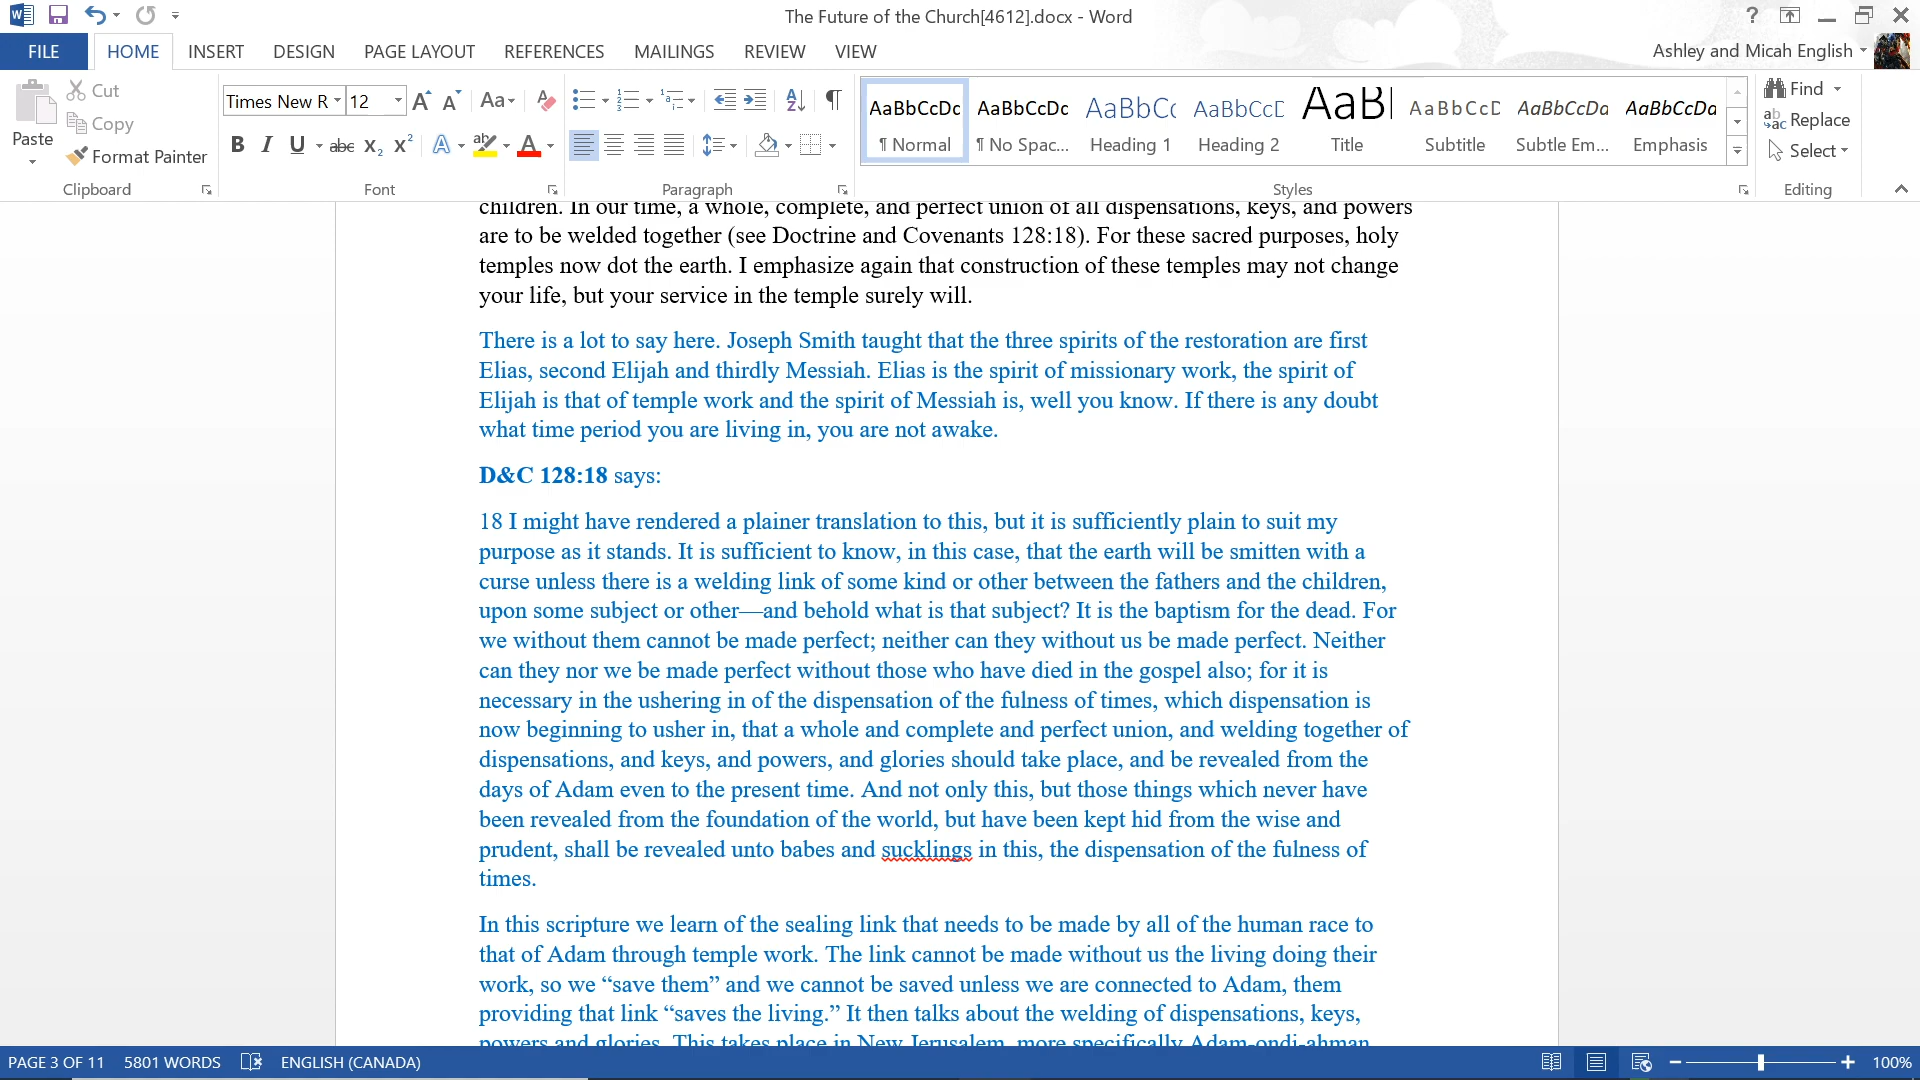 The Future of the Church[4612].docx - Word
FILE HOME INSERT DESIGN PAGE LAYOUT REFERENCES MAILINGS REVIEW VIEW Ashley and Micah English
Cut
Copy
Paste
Format Painter
Clipboard
Times New R 12
Font
Paragraph
AaBbCcDc AaBbCcDc AaBbCc AaBbCcD AaBl AaBbCcD AaBbCcDa AaBbCcDa
¶ Normal ¶ No Spac... Heading 1 Heading 2 Title Subtitle Subtle Em... Emphasis
Styles
Find
Replace
Select
Editing
children. In our time, a whole, complete, and perfect union of all dispensations, keys, and powers
are to be welded together (see Doctrine and Covenants 128:18). For these sacred purposes, holy
temples now dot the earth. I emphasize again that construction of these temples may not change
your life, but your service in the temple surely will.
There is a lot to say here. Joseph Smith taught that the three spirits of the restoration are first
Elias, second Elijah and thirdly Messiah. Elias is the spirit of missionary work, the spirit of
Elijah is that of temple work and the spirit of Messiah is, well you know. If there is any doubt
what time period you are living in, you are not awake.
D&C 128:18 says:
18 I might have rendered a plainer translation to this, but it is sufficiently plain to suit my
purpose as it stands. It is sufficient to know, in this case, that the earth will be smitten with a
curse unless there is a welding link of some kind or other between the fathers and the children,
upon some subject or other—and behold what is that subject? It is the baptism for the dead. For
we without them cannot be made perfect; neither can they without us be made perfect. Neither
can they nor we be made perfect without those who have died in the gospel also; for it is
necessary in the ushering in of the dispensation of the fulness of times, which dispensation is
now beginning to usher in, that a whole and complete and perfect union, and welding together of
dispensations, and keys, and powers, and glories should take place, and be revealed from the
days of Adam even to the present time. And not only this, but those things which never have
been revealed from the foundation of the world, but have been kept hid from the wise and
prudent, shall be revealed unto babes and sucklings in this, the dispensation of the fulness of
times.
In this scripture we learn of the sealing link that needs to be made by all of the human race to
that of Adam through temple work. The link cannot be made without us the living doing their
work, so we “save them” and we cannot be saved unless we are connected to Adam, them
providing that link “saves the living.” It then talks about the welding of dispensations, keys,
powers and glories. This takes place in New Jerusalem, more specifically Adam-ondi-ahman
PAGE 3 OF 11 5801 WORDS ENGLISH (CANADA) 100%